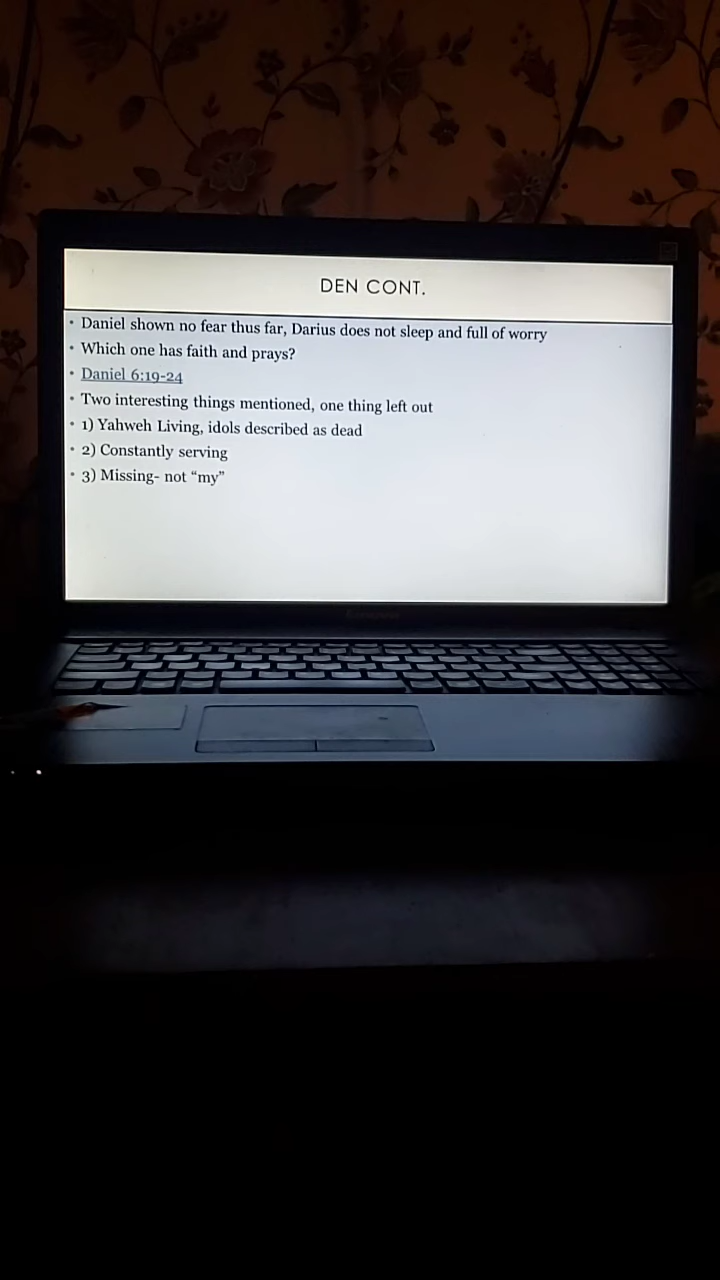 DEN CONT.
• Daniel shown no fear thus far, Darius does not sleep and full of worry
• Which one has faith and prays?
• Daniel 6:19-24
• Two interesting things mentioned, one thing left out
• 1) Yahweh Living, idols described as dead
• 2) Constantly serving
• 3) Missing- not “my”